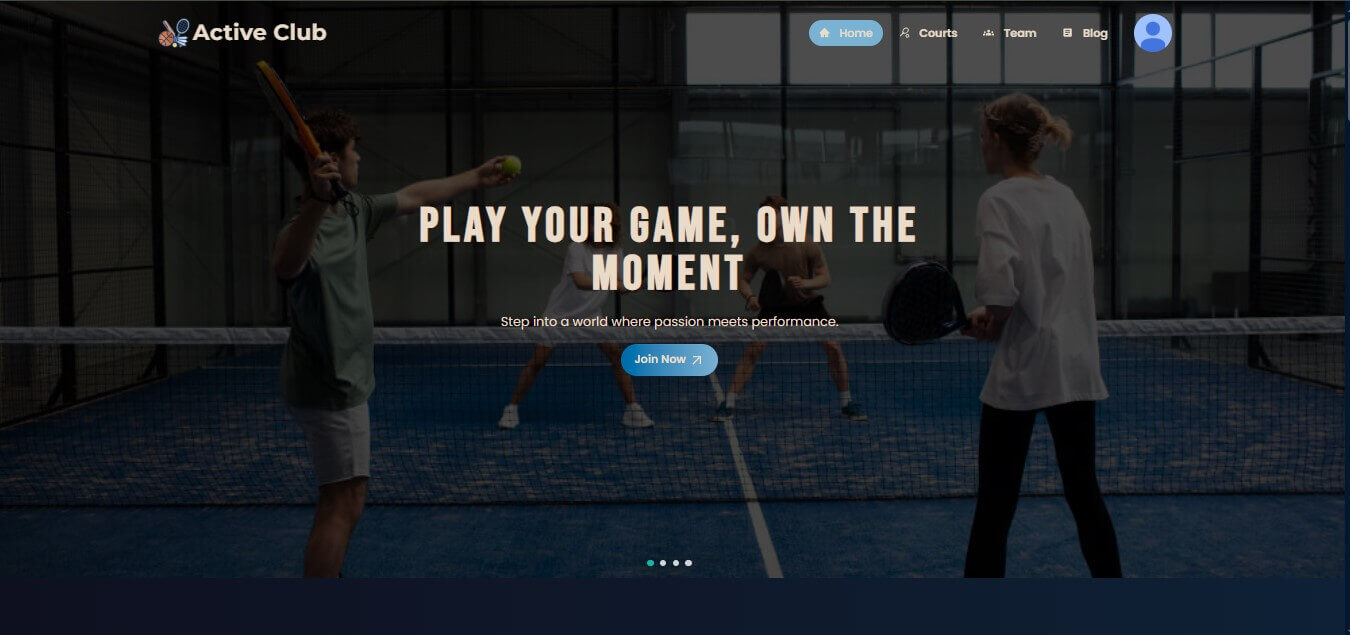 Active Club
Home
Courts
Team
Blog
PLAY YOUR GAME, OWN THE
MOMENT
Step into a world where passion meets performance.
Join Now